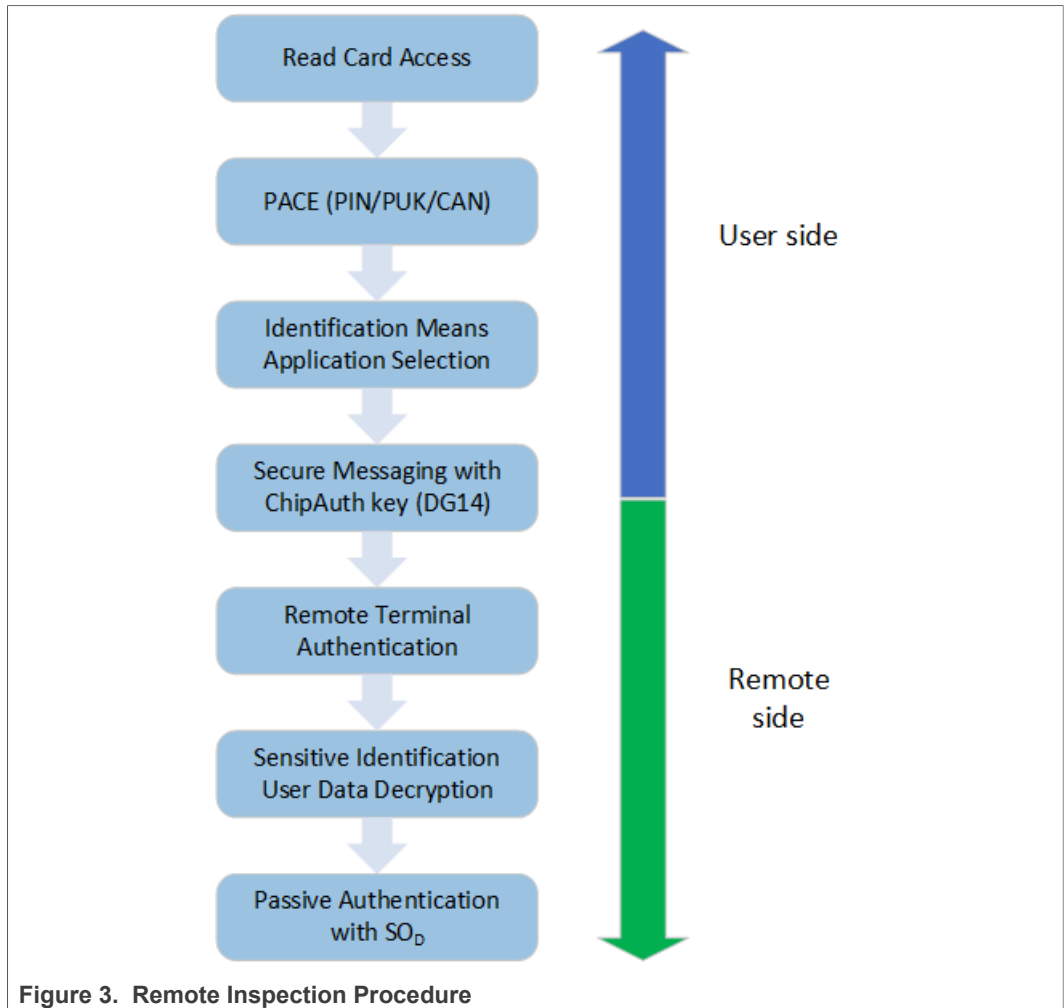 Read Card Access
PACE (PIN/PUK/CAN)
User side
Identification Means
Application Selection
Secure Messaging with
ChipAuth key (DG14)
Remote Terminal
Authentication
Remote
side
Sensitive Identification
User Data Decryption
Passive Authentication
with SO_D
Figure 3. Remote Inspection Procedure